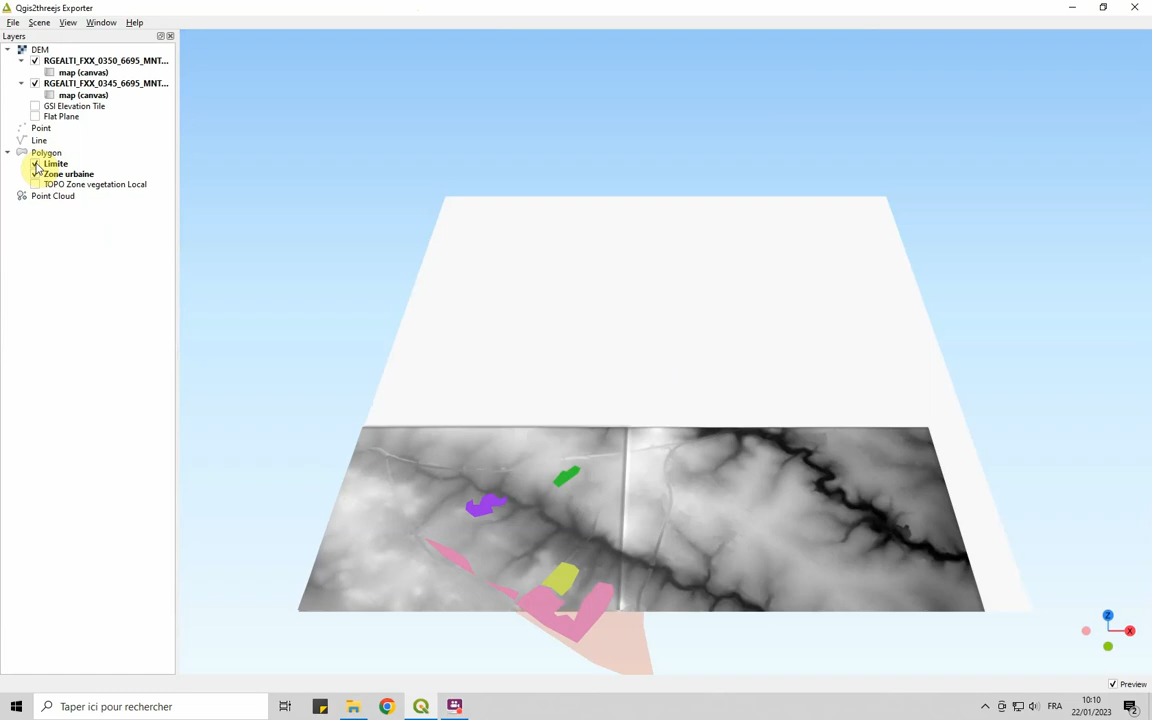 Qgis2threejs Exporter
File Scene View Window Help
Layers
DEM
RGEALTI_FXX_0350_6695_MNT...
map (canvas)
RGEALTI_FXX_0345_6695_MNT...
map (canvas)
GSI Elevation Tile
Flat Plane
Point
Line
Polygon
Limite
Zone urbaine
TOPO Zone vegetation Local
Point Cloud
Z
X
Preview
Taper ici pour rechercher
FRA
10:10
22/01/2023
2